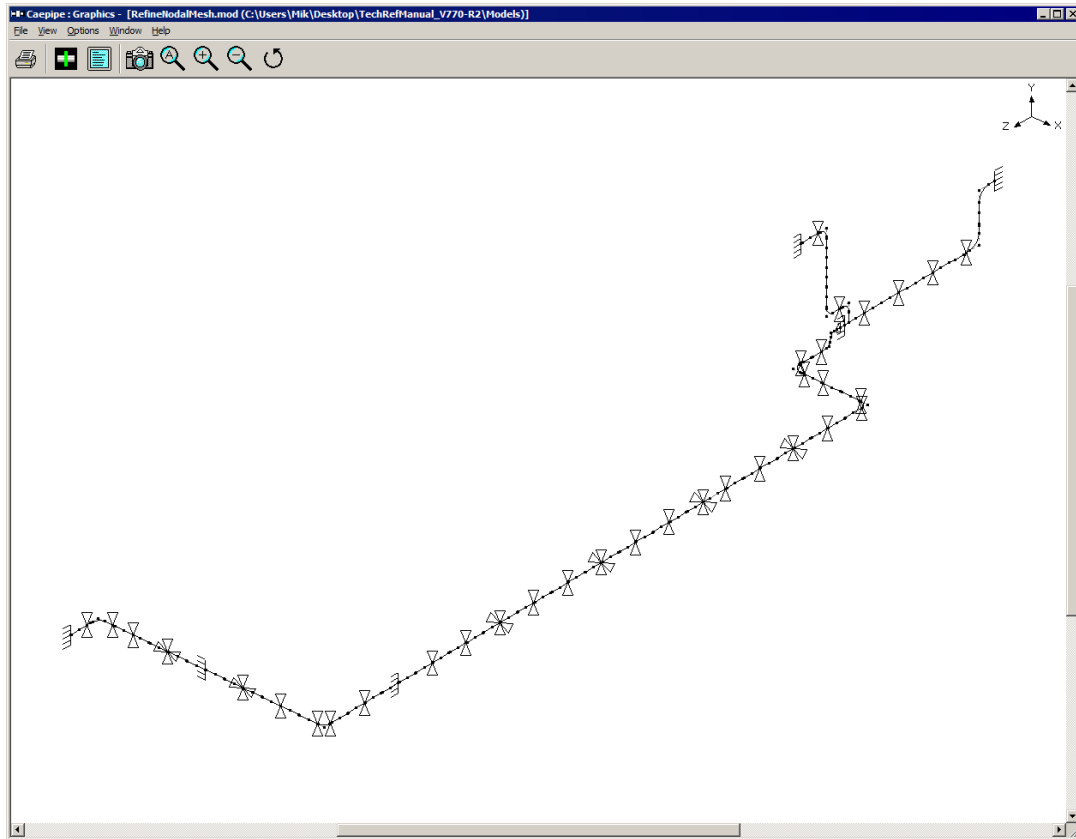 Caepipe : Graphics - [RefineNodalMesh.mod (C:\Users\Mik\Desktop\TechRefManual_V770-R2\Models)]
File View Options Window Help
A
Y
Z X